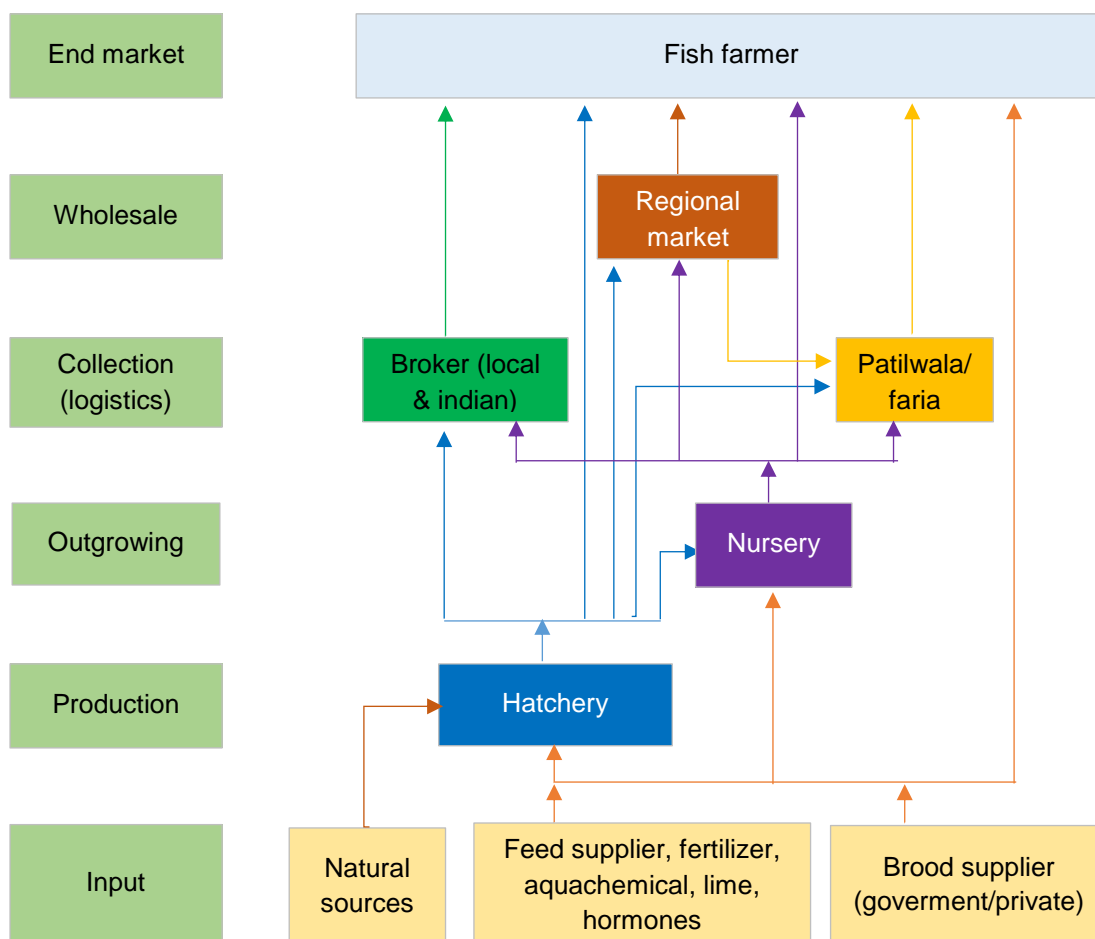 End market
Fish farmer
Wholesale
Regional
market
Collection
(logistics)
Broker (local
& indian)
Patilwala/
faria
Outgrowing
Nursery
Production
Hatchery
Input
Natural
sources
Feed supplier, fertilizer,
aquachemical, lime,
hormones
Brood supplier
(goverment/private)